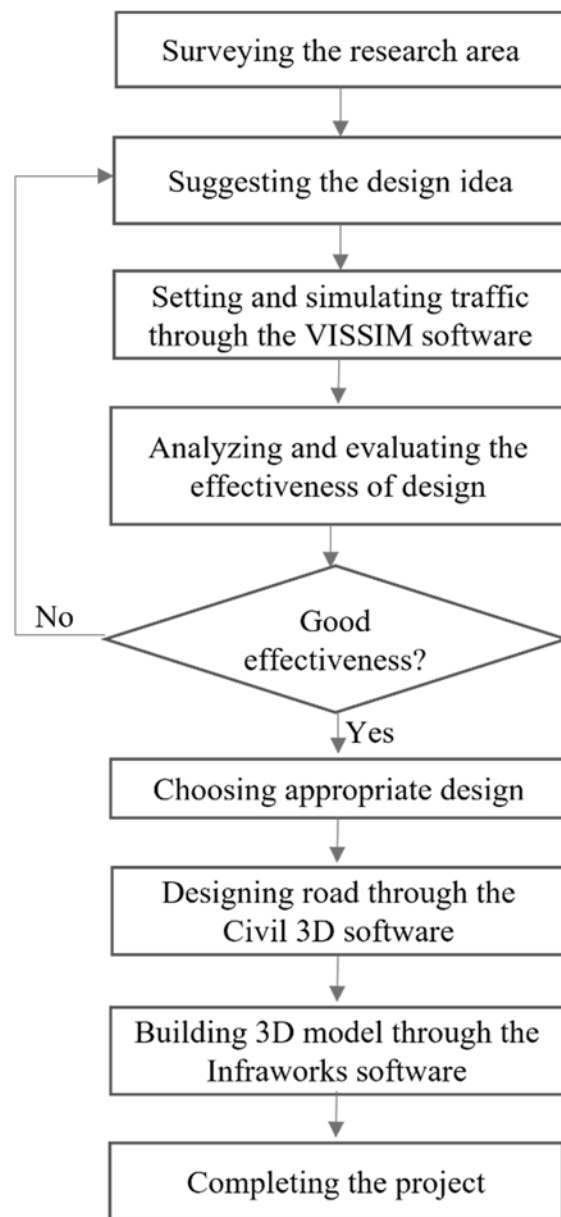 Surveying the research area
Suggesting the design idea
Setting and simulating traffic
through the VISSIM software
Analyzing and evaluating the
effectiveness of design
No
Good
effectiveness?
Yes
Choosing appropriate design
Designing road through the
Civil 3D software
Building 3D model through the
Infraworks software
Completing the project